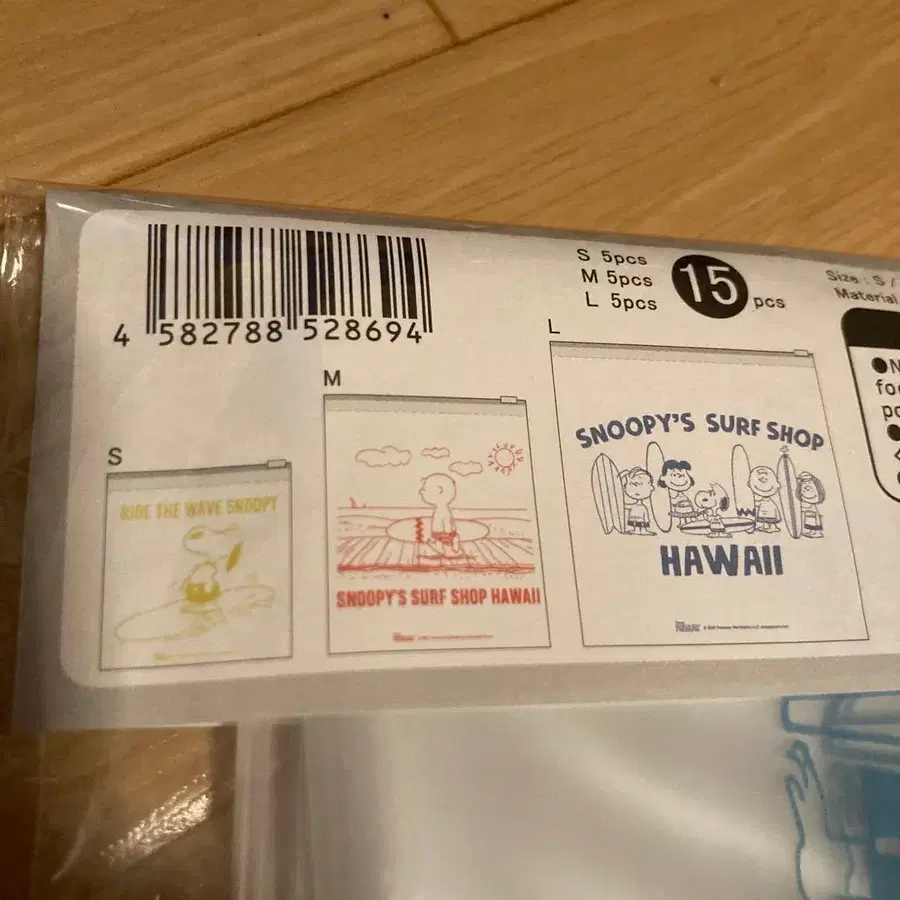 4 582788 528694
S 5pcs
M 5pcs
L 5pcs
15 pcs
Size : S /
Material
S
RIDE THE WAVE SNOOPY
M
SNOOPY'S SURF SHOP HAWAII
L
SNOOPY'S SURF SHOP
HAWAII